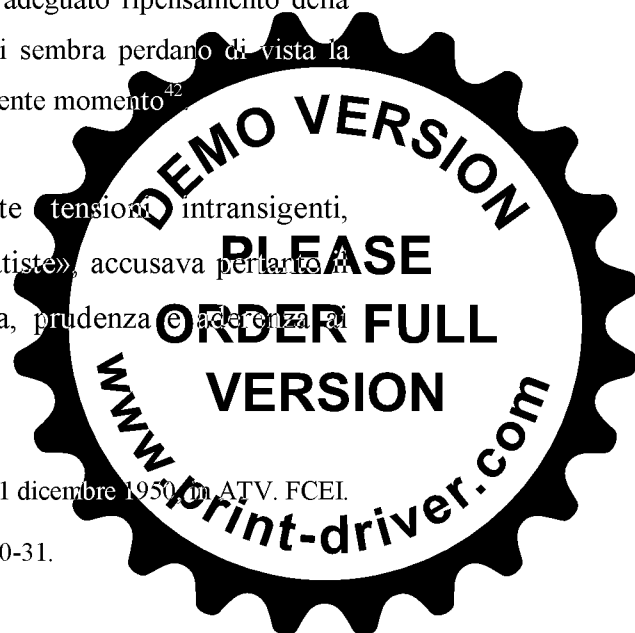 adeguato ripensamento della
i sembra perdano di vista la
ente momento42
te tensioni intransigenti,
tiste», accusava pertanto il
a, prudenza e aderenza ai
1 dicembre 1950, in ATV. FCEI.
0-31.
DEMO VERSION
PLEASE
ORDER FULL
VERSION
www.print-driver.com